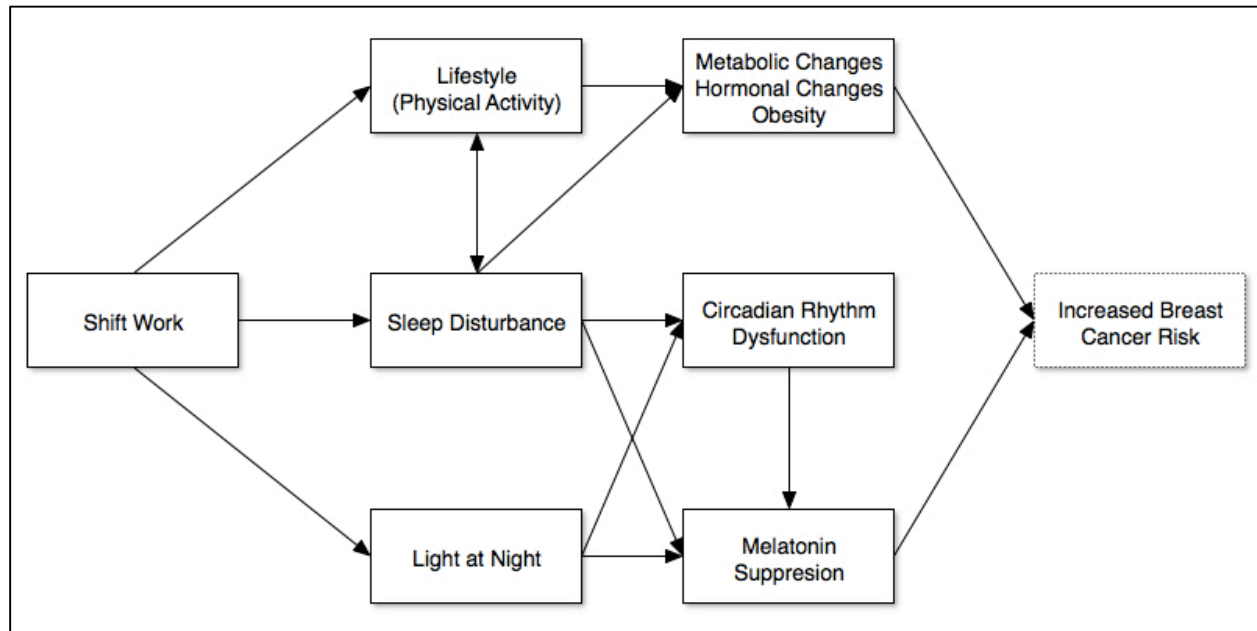 Lifestyle
(Physical Activity)
Metabolic Changes
Hormonal Changes
Obesity
Shift Work
Sleep Disturbance
Circadian Rhythm
Dysfunction
Increased Breast
Cancer Risk
Light at Night
Melatonin
Suppresion